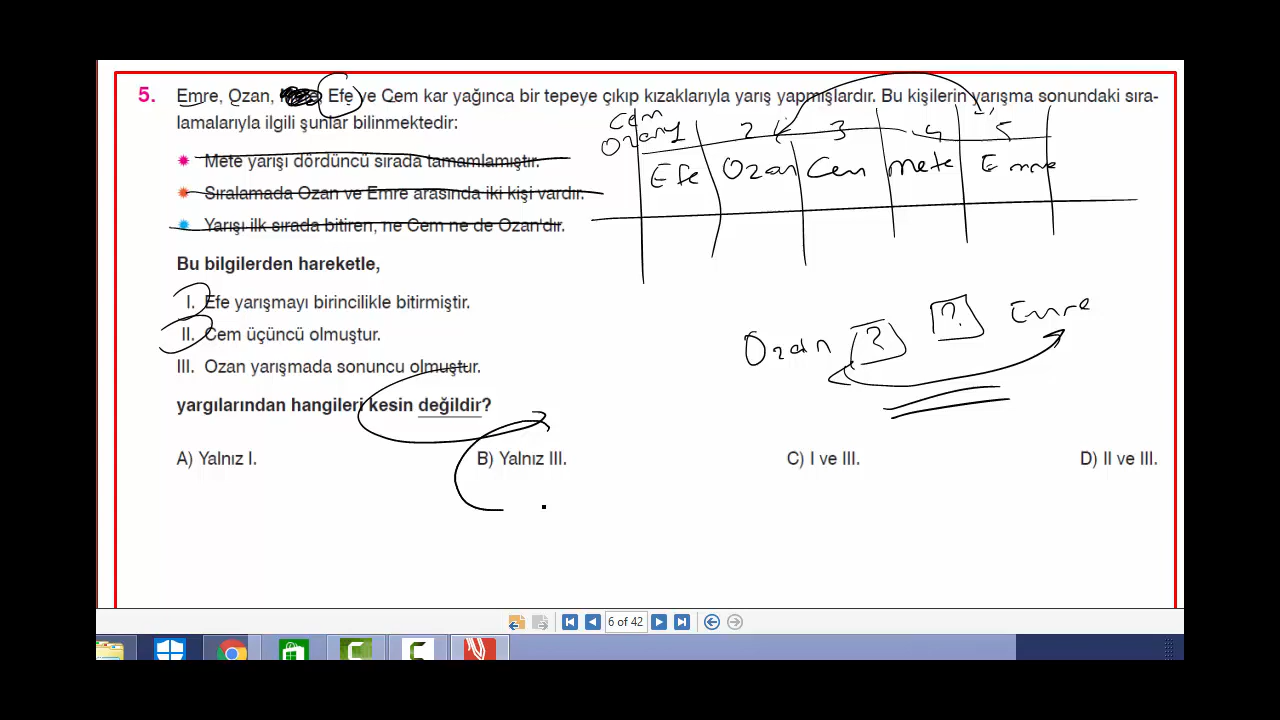 5. Emre, Ozan, Efe ve Cem kar yağınca bir tepeye çıkıp kızaklarıyla yarış yapmışlardır. Bu kişilerin yarışma sonundaki sıra-
lamalarıyla ilgili şunlar bilinmektedir:
Cem
Ozan 1 2 3 4 5
Mete yarışı dördüncü sırada tamamlamıştır.
Efe Ozan Cem Mete Emre
Sıralamada Ozan ve Emre arasında iki kişi vardır.
Yarışı ilk sırada bitiren, ne Cem ne de Ozan'dır.
Bu bilgilerden hareketle,
I. Efe yarışmayı birincilikle bitirmiştir.
II. Cem üçüncü olmuştur.
Ozan ? ? Emre
III. Ozan yarışmada sonuncu olmuştur.
yargılarından hangileri kesin değildir?
A) Yalnız I. B) Yalnız III. C) I ve III. D) II ve III.
6 of 42